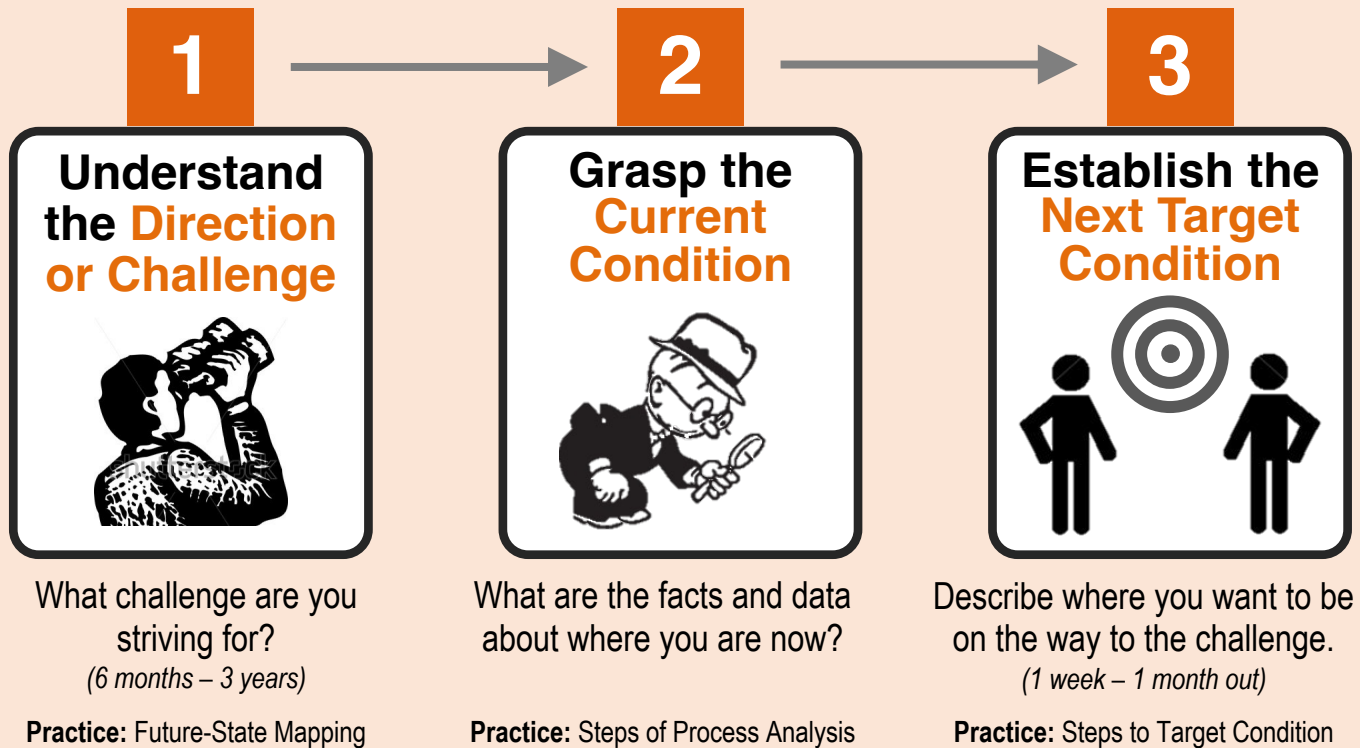 1
Understand
the Direction
or Challenge
shutterstock
What challenge are you
striving for?
(6 months – 3 years)
Practice: Future-State Mapping
2
Grasp the
Current
Condition
What are the facts and data
about where you are now?
Practice: Steps of Process Analysis
3
Establish the
Next Target
Condition
Describe where you want to be
on the way to the challenge.
(1 week – 1 month out)
Practice: Steps to Target Condition